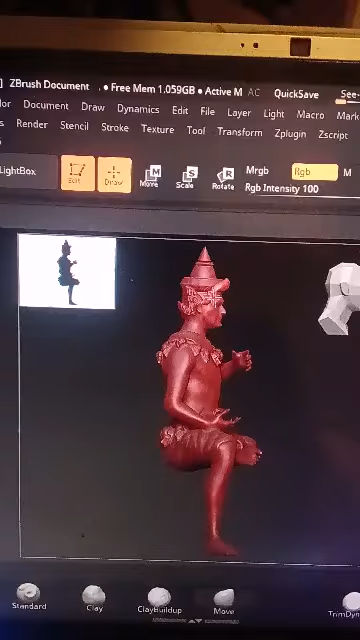 ZBrush Document • Free Mem 1.059GB • Active M AC QuickSave See-
lor Document Draw Dynamics Edit File Layer Light Macro Mark
s Render Stencil Stroke Texture Tool Transform Zplugin Zscript
LightBox Edit Draw M Move S Scale R Rotate Mrgb Rgb M
Rgb Intensity 100
Standard Clay ClayBuildup Move TrimDyn